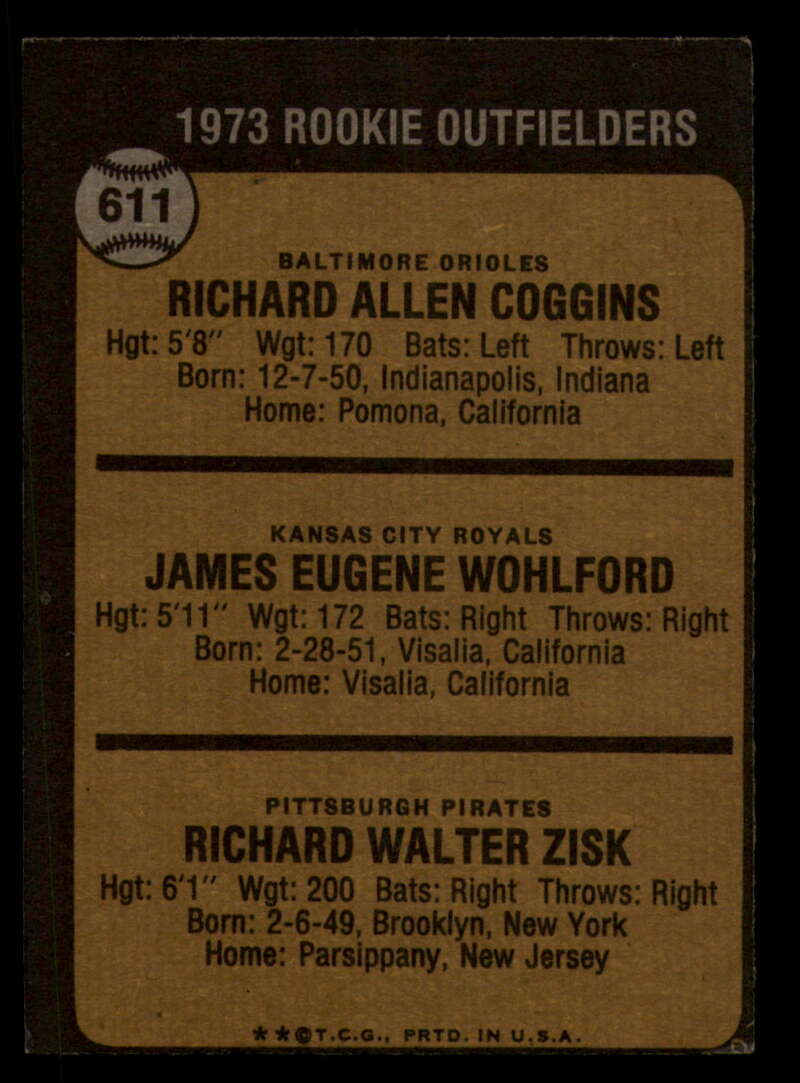 1973 ROOKIE OUTFIELDERS
611
BALTIMORE ORIOLES
RICHARD ALLEN COGGINS
Hgt: 5'8" Wgt: 170 Bats: Left Throws: Left
Born: 12-7-50, Indianapolis, Indiana
Home: Pomona, California
KANSAS CITY ROYALS
JAMES EUGENE WOHLFORD
Hgt: 5'11" Wgt: 172 Bats: Right Throws: Right
Born: 2-28-51, Visalia, California
Home: Visalia, California
PITTSBURGH PIRATES
RICHARD WALTER ZISK
Hgt: 6'1" Wgt: 200 Bats: Right Throws: Right
Born: 2-6-49, Brooklyn, New York
Home: Parsippany, New Jersey
**©T.C.G., PRTD. IN U.S.A.